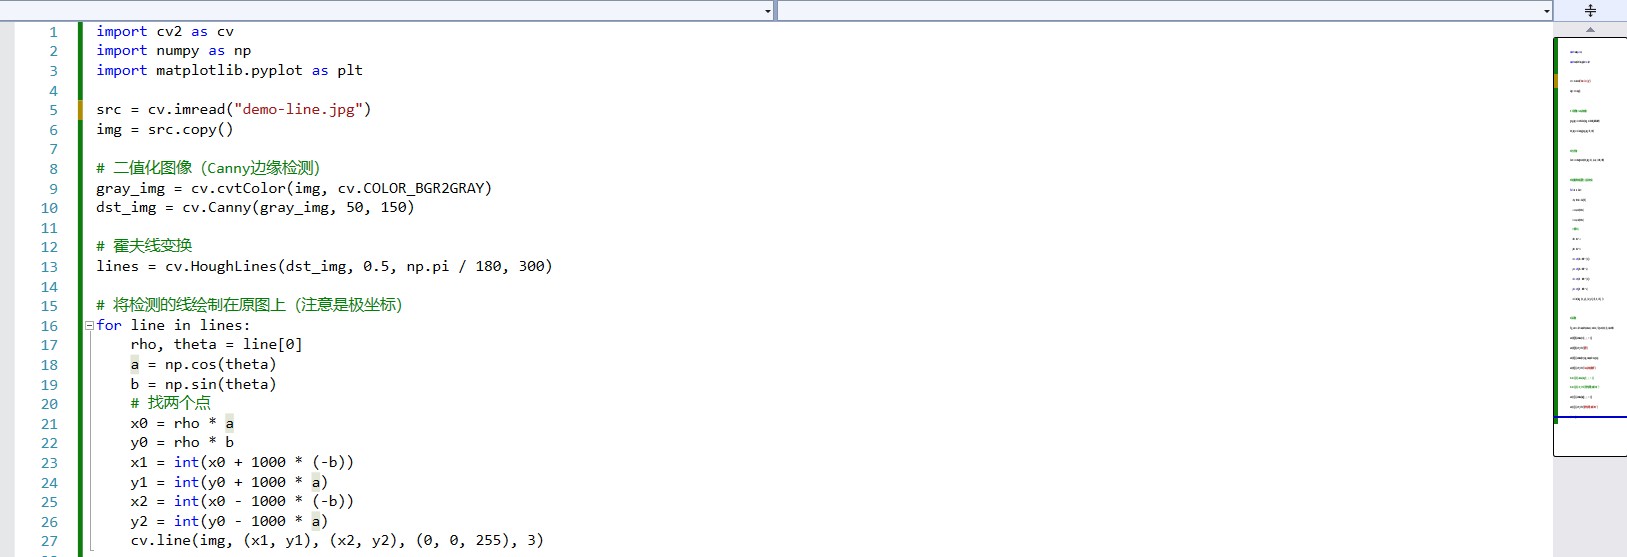 1 import cv2 as cv
2 import numpy as np
3 import matplotlib.pyplot as plt
4
5 src = cv.imread("demo-line.jpg")
6 img = src.copy()
7
8 # 二值化图像（Canny边缘检测）
9 gray_img = cv.cvtColor(img, cv.COLOR_BGR2GRAY)
10 dst_img = cv.Canny(gray_img, 50, 150)
11
12 # 霍夫线变换
13 lines = cv.HoughLines(dst_img, 0.5, np.pi / 180, 300)
14
15 # 将检测的线绘制在原图上（注意是极坐标）
16 for line in lines:
17     rho, theta = line[0]
18     a = np.cos(theta)
19     b = np.sin(theta)
20     # 找两个点
21     x0 = rho * a
22     y0 = rho * b
23     x1 = int(x0 + 1000 * (-b))
24     y1 = int(y0 + 1000 * a)
25     x2 = int(x0 - 1000 * (-b))
26     y2 = int(y0 - 1000 * a)
27     cv.line(img, (x1, y1), (x2, y2), (0, 0, 255), 3)